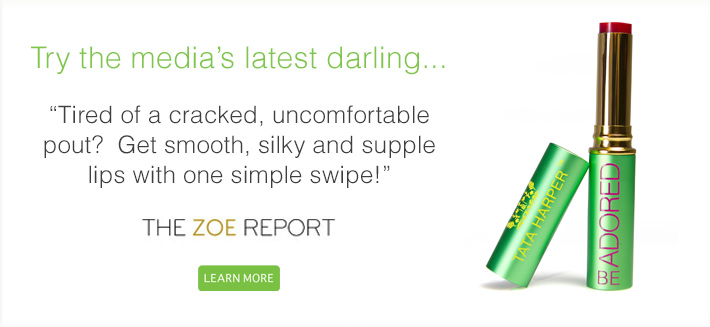 Try the media’s latest darling...
“Tired of a cracked, uncomfortable
pout?  Get smooth, silky and supple
lips with one simple swipe!”
THE ZOE REPORT
LEARN MORE
TATA HARPER
BE ADORED